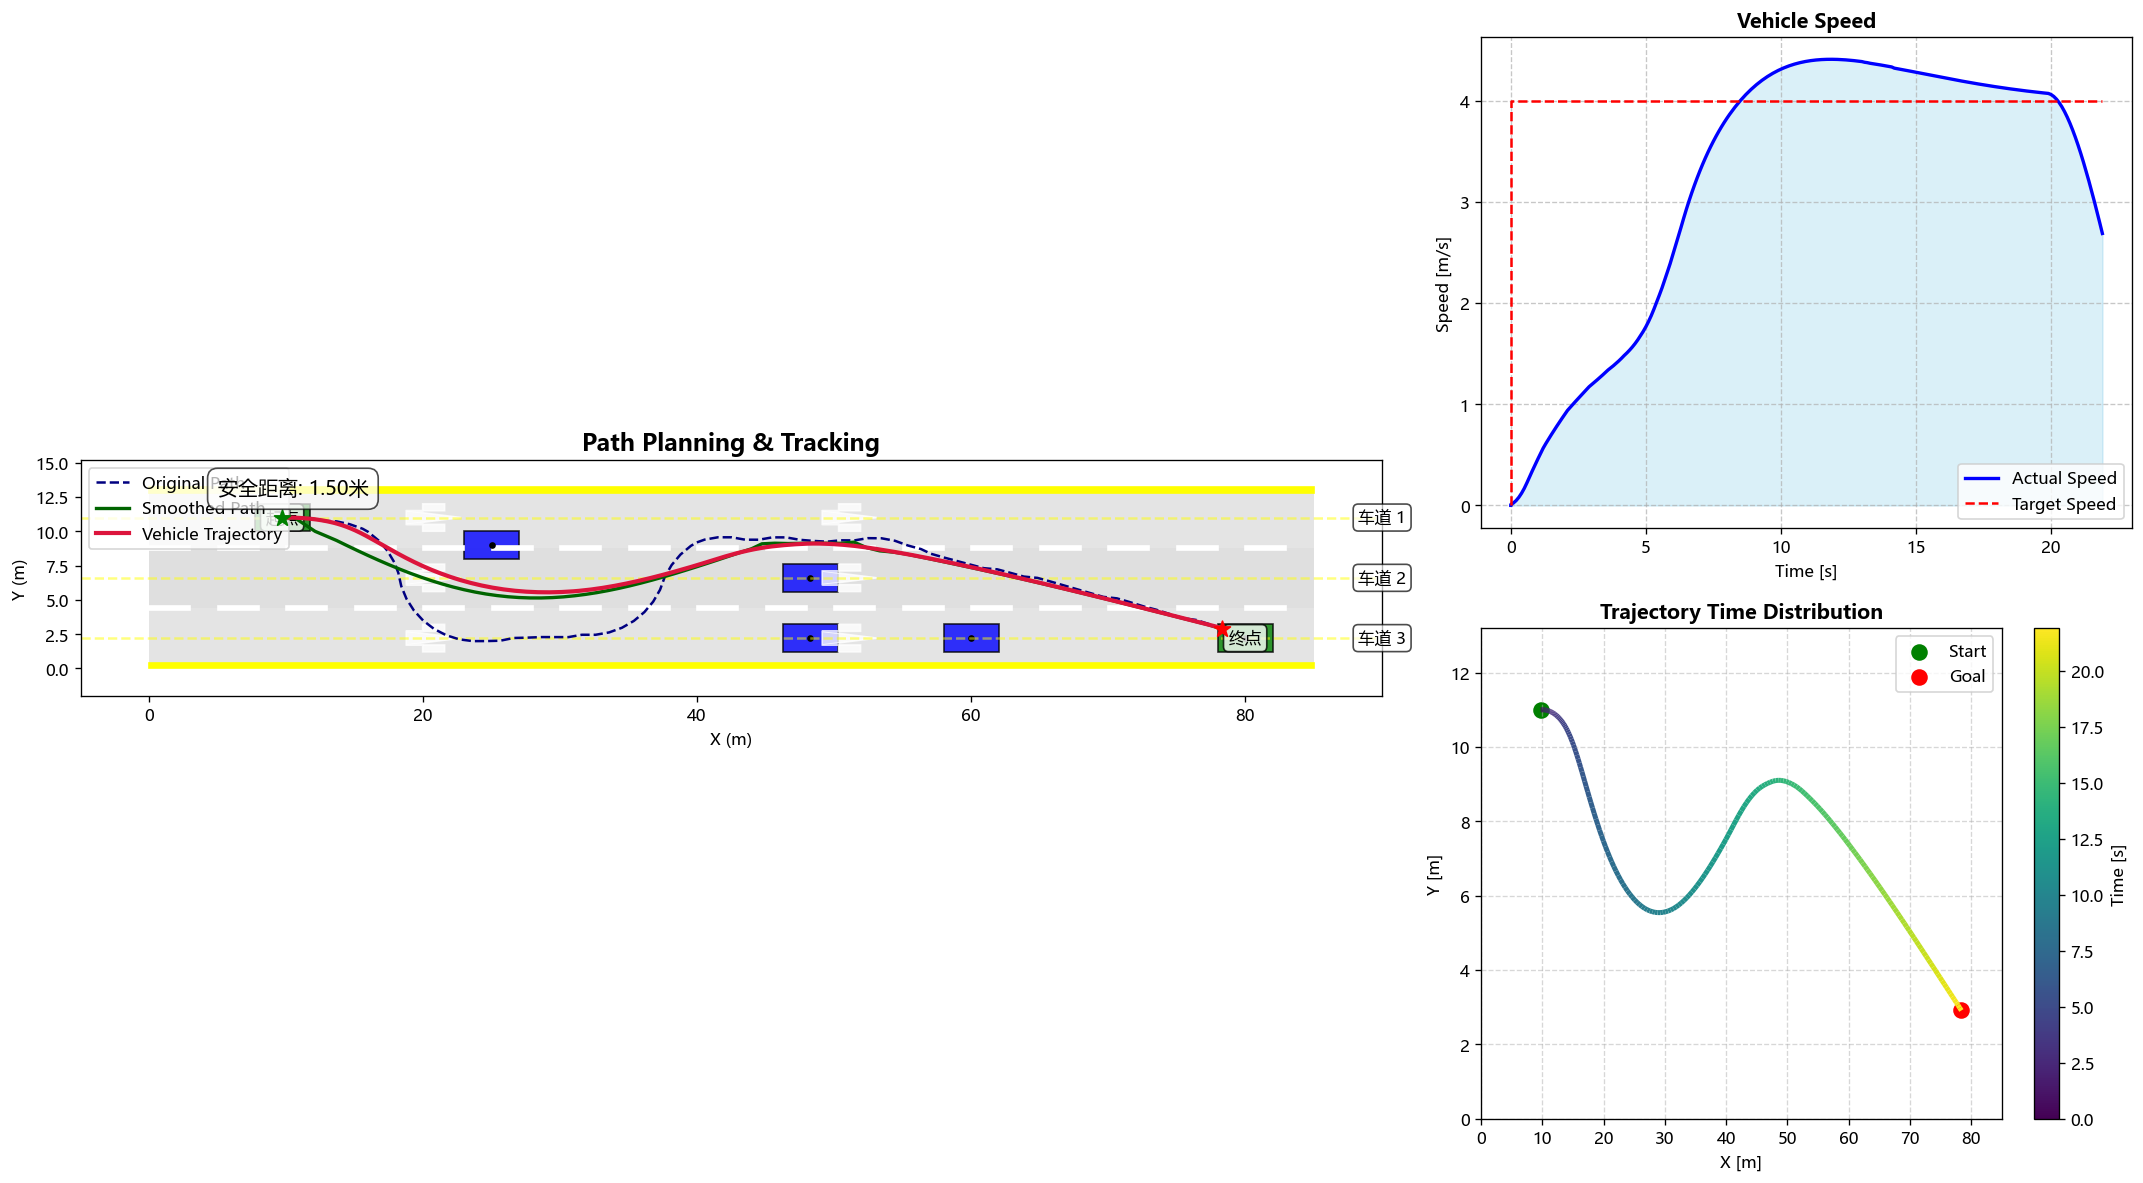 Path Planning & Tracking
Original Path
Smoothed Path
Vehicle Trajectory
安全距离: 1.50米
起点
终点
车道 1
车道 2
车道 3
15.0
12.5
10.0
7.5
5.0
2.5
0.0
Y (m)
0
20
40
60
80
X (m)
Vehicle Speed
4
3
2
1
0
Speed [m/s]
Actual Speed
Target Speed
0
5
10
15
20
Time [s]
Trajectory Time Distribution
Start
Goal
12
10
8
6
4
2
0
Y [m]
0
10
20
30
40
50
60
70
80
X [m]
20.0
17.5
15.0
12.5
10.0
7.5
5.0
2.5
0.0
Time [s]